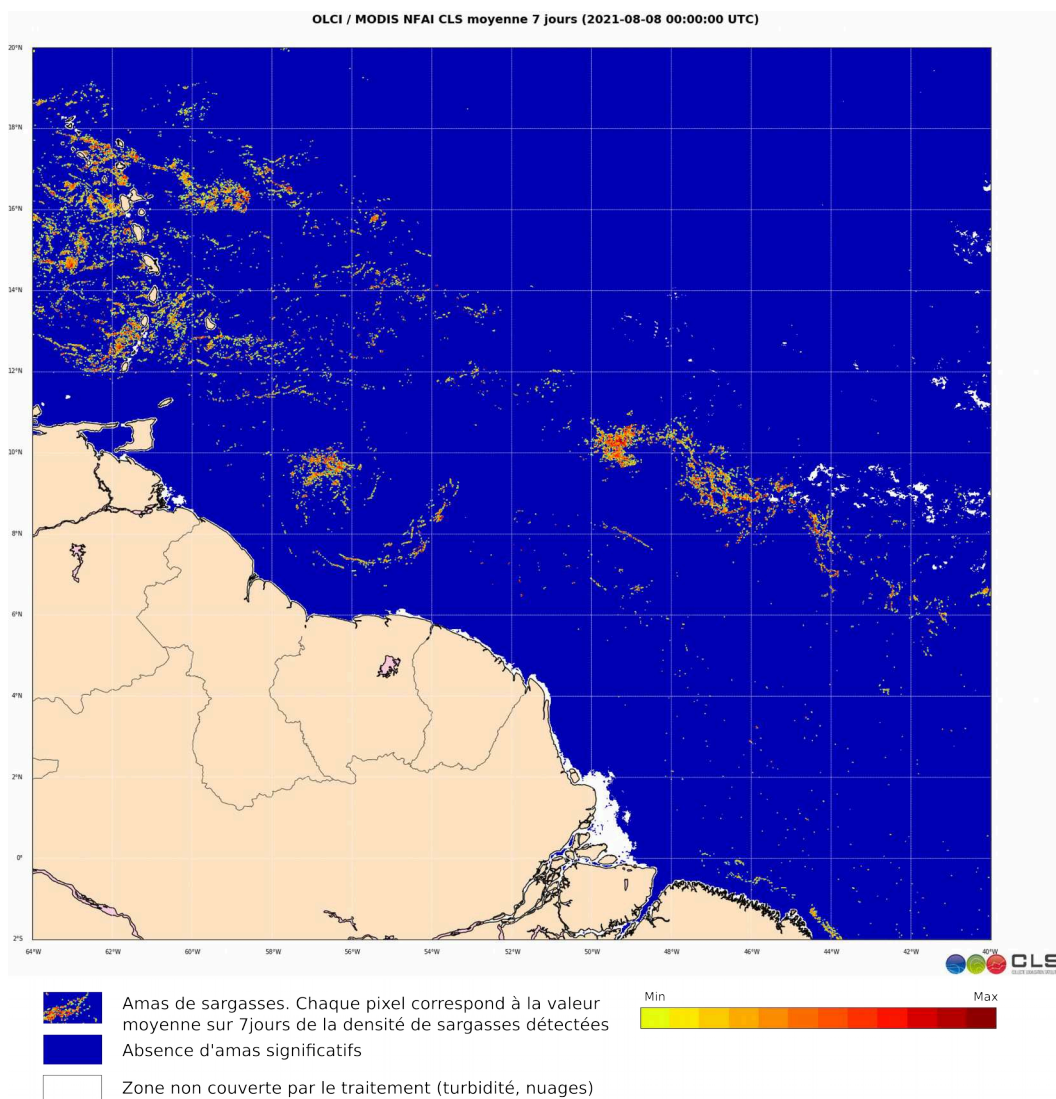 OLCI / MODIS NFAI CLS moyenne 7 jours (2021-08-08 00:00:00 UTC)
20°N
18°N
16°N
14°N
12°N
10°N
8°N
6°N
4°N
2°N
0°
2°S
64°W 62°W 60°W 58°W 56°W 54°W 52°W 50°W 48°W 46°W 44°W 42°W 40°W
CLS
Amas de sargasses. Chaque pixel correspond à la valeur
moyenne sur 7jours de la densité de sargasses détectées
Min Max
Absence d'amas significatifs
Zone non couverte par le traitement (turbidité, nuages)